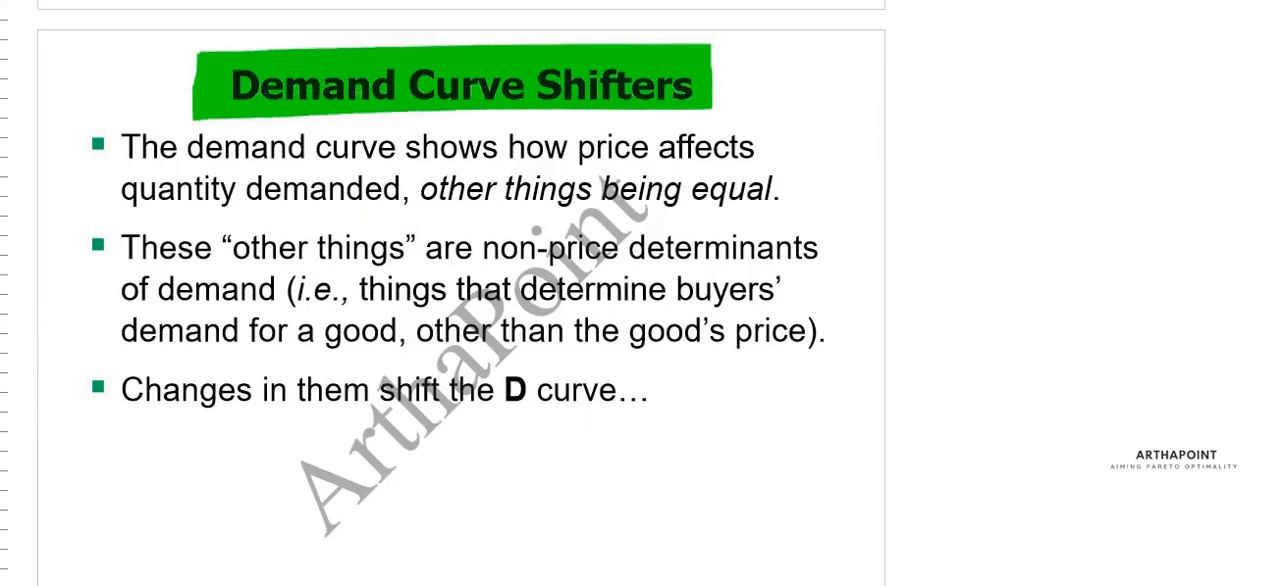 Demand Curve Shifters
▪ The demand curve shows how price affects
quantity demanded, other things being equal.
▪ These “other things” are non-price determinants
of demand (i.e., things that determine buyers’
demand for a good, other than the good’s price).
▪ Changes in them shift the D curve…
ArthaPoint
ARTHAPOINT
AIMING PARETO OPTIMALITY